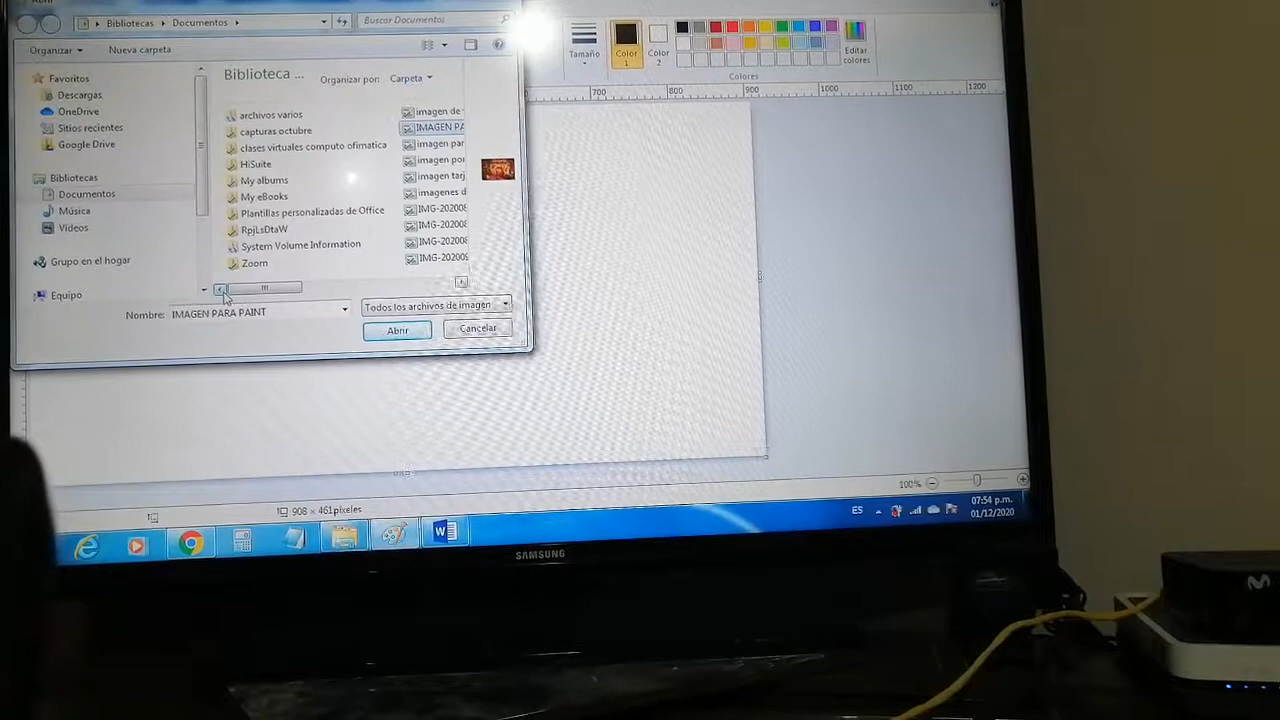 Bibliotecas ▸ Documentos ▸
Buscar Documentos
Organizar
Nueva carpeta
Favoritos
Descargas
OneDrive
Sitios recientes
Google Drive
Bibliotecas
Documentos
Música
Vídeos
Grupo en el hogar
Equipo
Biblioteca ...
Organizar por: Carpeta
archivos varios
capturas octubre
clases virtuales computo ofimatica
HiSuite
My albums
My eBooks
Plantillas personalizadas de Office
RpjLsDtaW
System Volume Information
Zoom
imagen de
IMAGEN PA
imagen par
imagen por
imagen tarj
imagenes d
IMG-202008
IMG-202008
IMG-202008
IMG-202009
Nombre: IMAGEN PARA PAINT
Todos los archivos de imagen
Abrir
Cancelar
Tamaño
Color 1
Color 2
Editar colores
Colores
700 800 900 1000 1100 1200
100%
908 × 461píxeles
ES
07:54 p.m.
01/12/2020
SAMSUNG